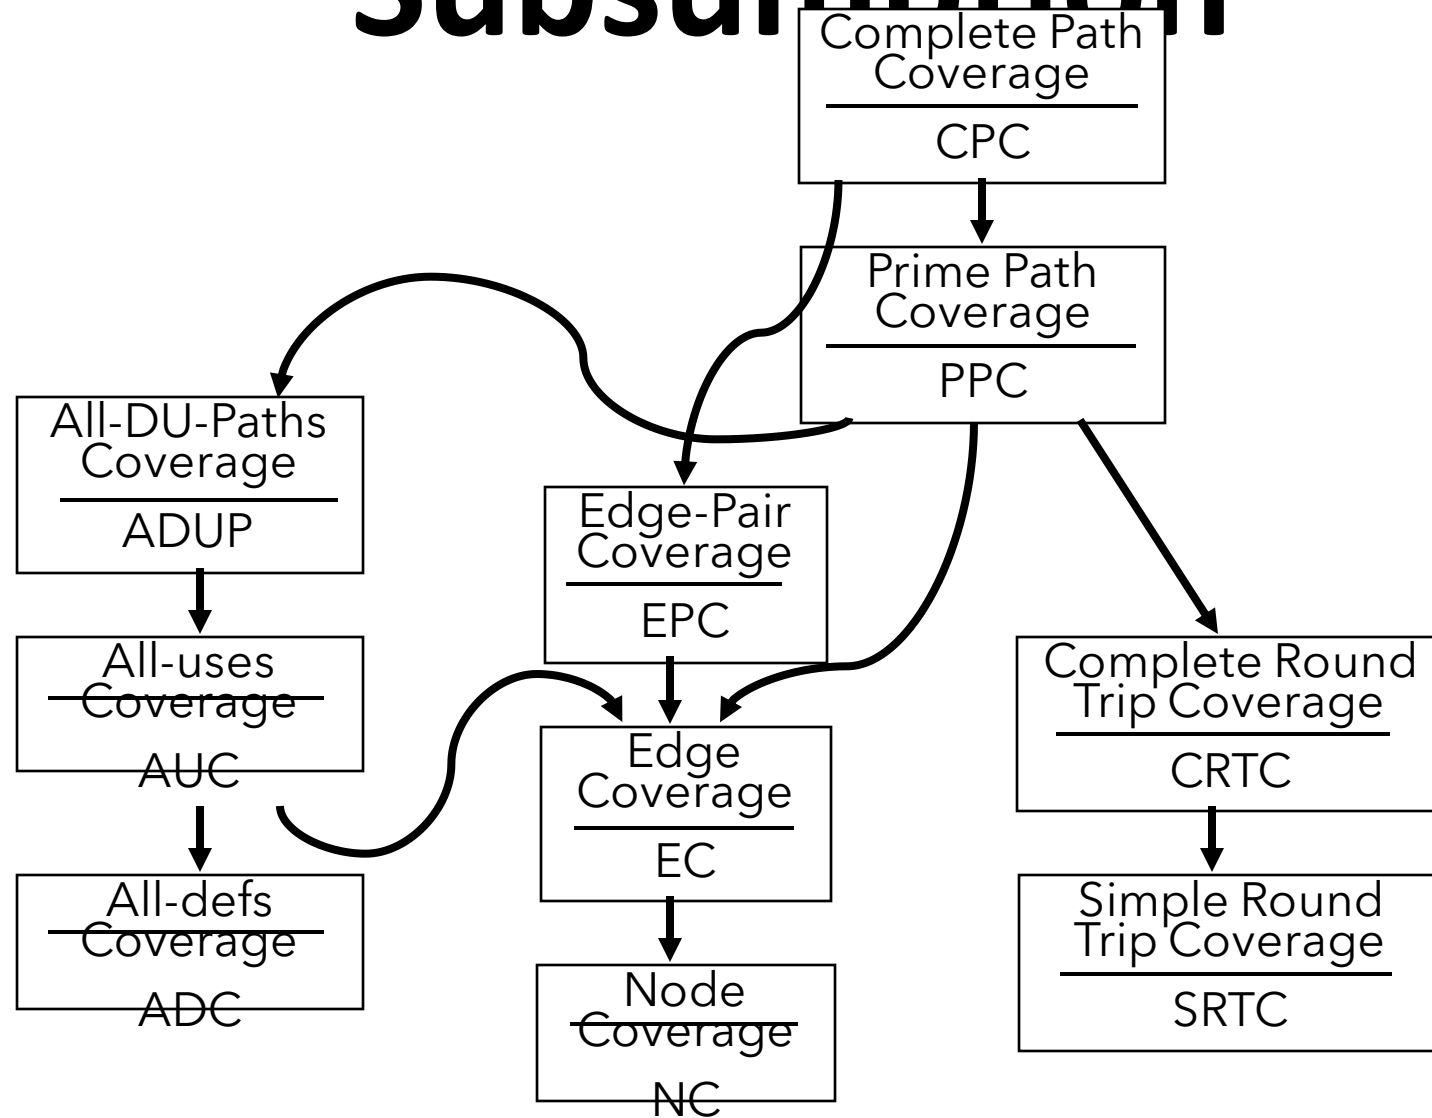 Complete Path
Coverage
CPC
Prime Path
Coverage
PPC
All-DU-Paths
Coverage
ADUP
Edge-Pair
Coverage
EPC
All-uses
Coverage
AUC
Complete Round
Trip Coverage
CRTC
Edge
Coverage
EC
All-defs
Coverage
ADC
Simple Round
Trip Coverage
SRTC
Node
Coverage
NC